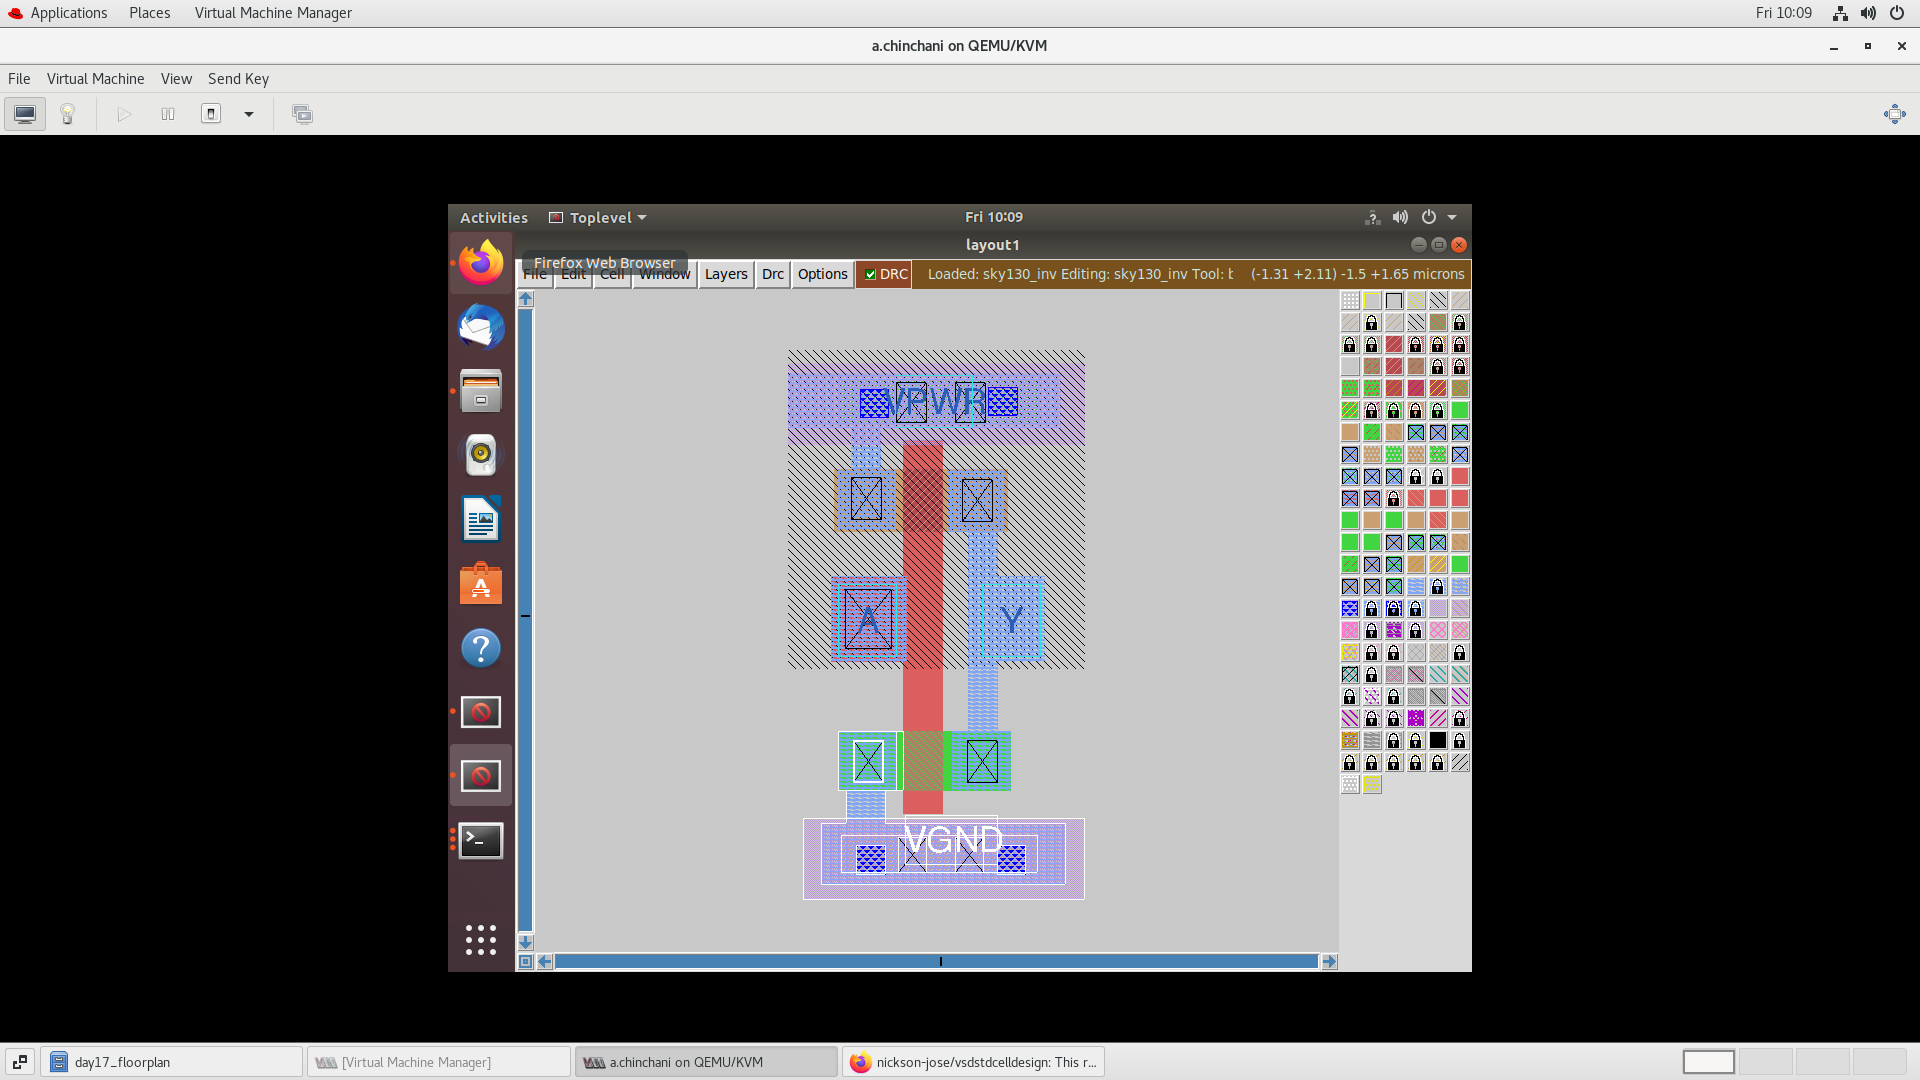 Applications Places Virtual Machine Manager Fri 10:09
a.chinchani on QEMU/KVM
File Virtual Machine View Send Key
Activities Toplevel Fri 10:09
layout1
Firefox Web Browser
File Edit Cell Window Layers Drc Options DRC Loaded: sky130_inv Editing: sky130_inv Tool: b (-1.31 +2.11) -1.5 +1.65 microns
VPWR
A Y
VGND
day17_floorplan [Virtual Machine Manager] a.chinchani on QEMU/KVM nickson-jose/vsdstdcelldesign: This r...